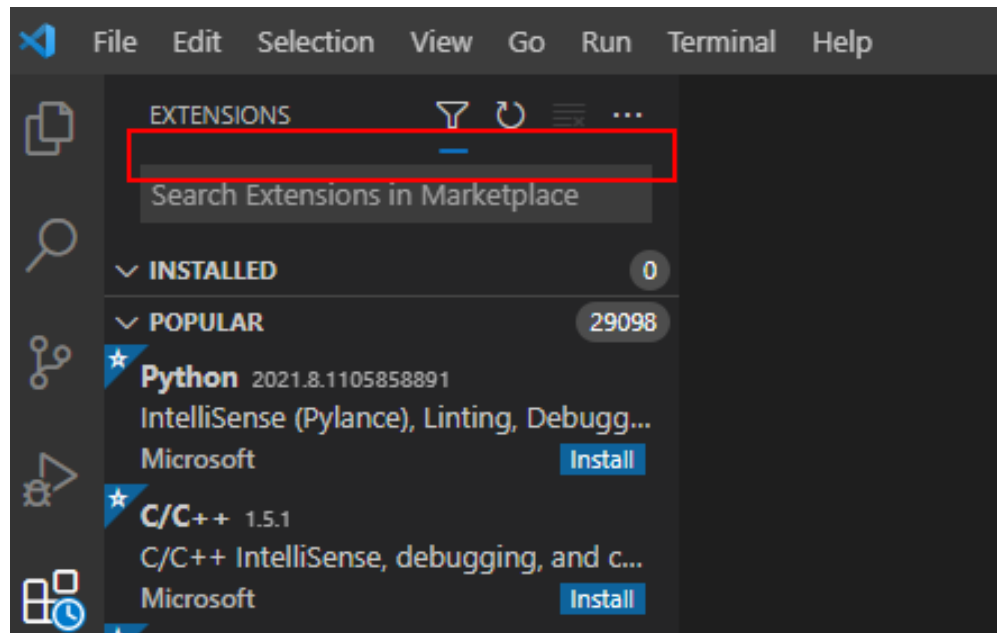 File Edit Selection View Go Run Terminal Help
EXTENSIONS
Search Extensions in Marketplace
INSTALLED 0
POPULAR 29098
Python 2021.8.1105858891
IntelliSense (Pylance), Linting, Debugg...
Microsoft Install
C/C++ 1.5.1
C/C++ IntelliSense, debugging, and c...
Microsoft Install